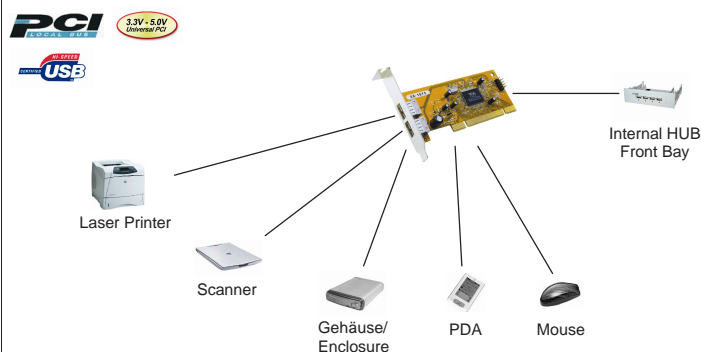 PCI
LOCAL BUS
3.3V - 5.0V
Universal PCI
HI-SPEED
CERTIFIED USB
Internal HUB
Front Bay
Laser Printer
Scanner
Gehäuse/
Enclosure
PDA
Mouse